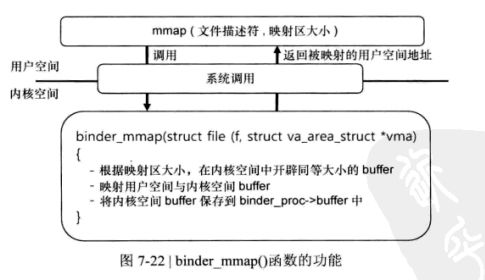 mmap（文件描述符，映射区大小）
调用
返回被映射的用户空间地址
用户空间
系统调用
内核空间
binder_mmap(struct file (f, struct va_area_struct *vma)
{
- 根据映射区大小，在内核空间中开辟同等大小的 buffer
- 映射用户空间与内核空间 buffer
- 将内核空间 buffer 保存到 binder_proc->buffer 中
}
图 7-22 | binder_mmap()函数的功能